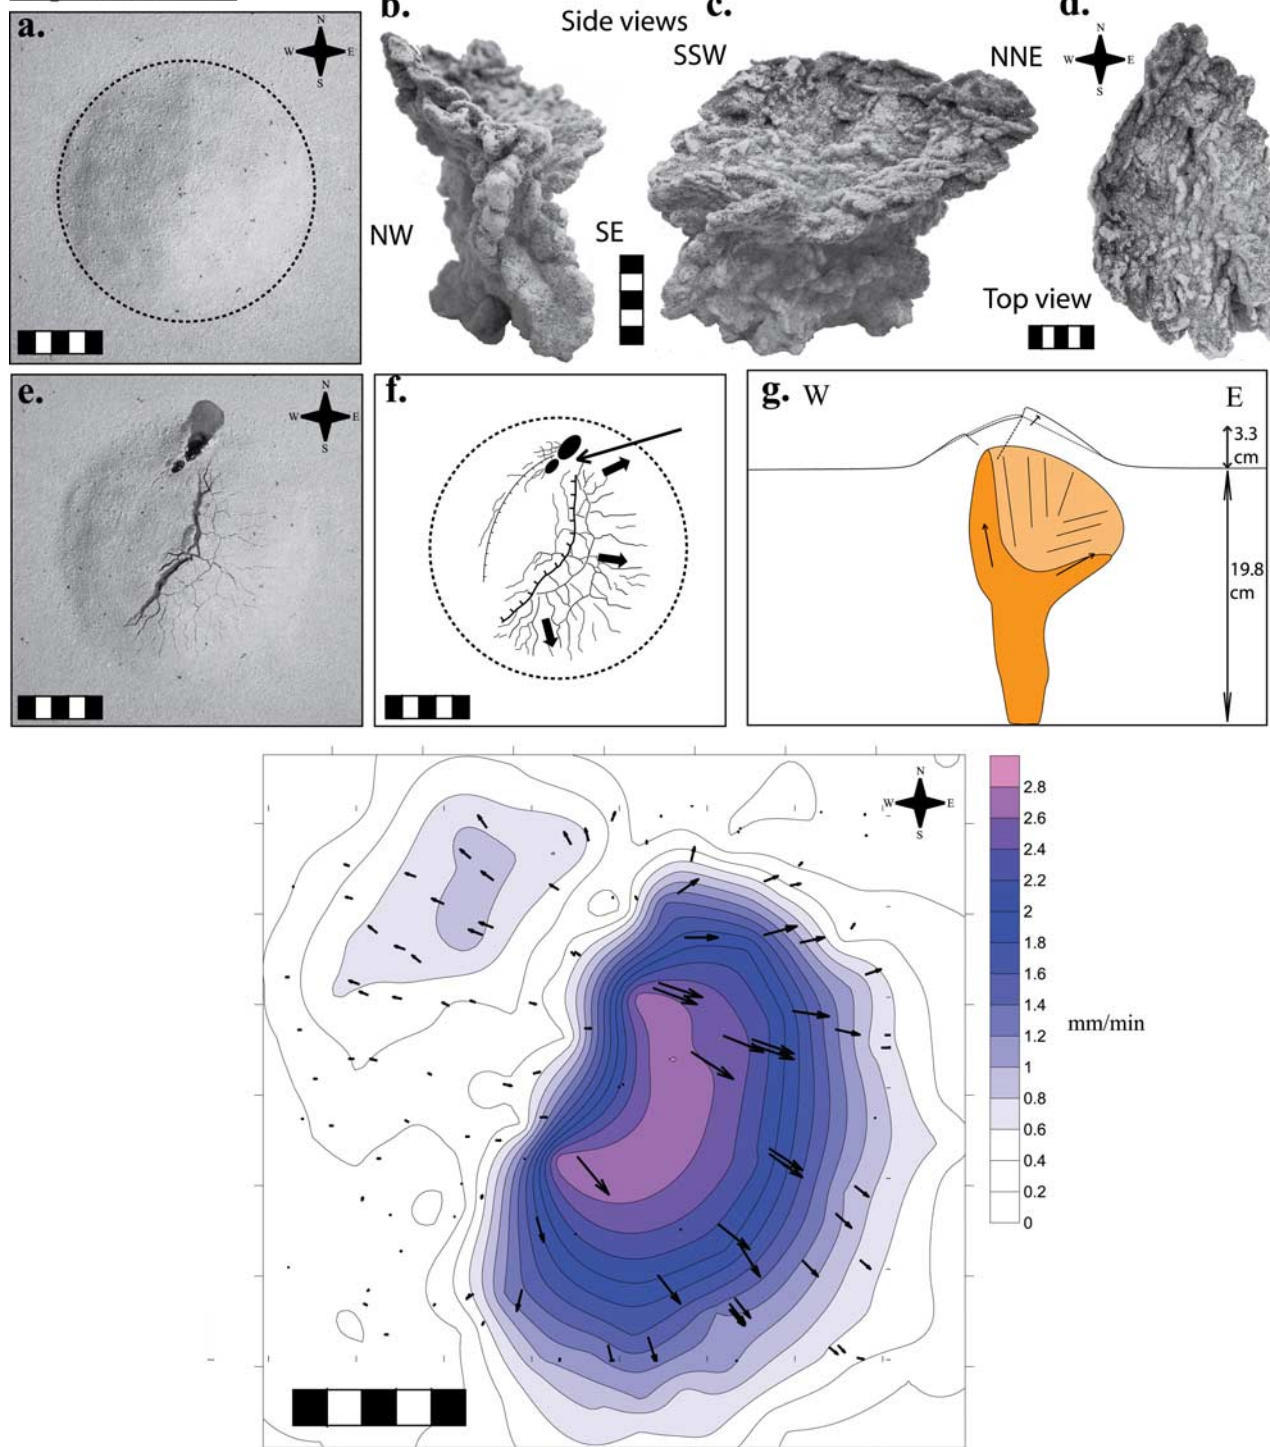 a.
N
W E
S
b.
Side views
c.
SSW
NNE
NW
SE
d.
N
W E
S
Top view
e.
N
W E
S
f.
g. W
E
3.3
cm
19.8
cm
N
W E
S
2.8
2.6
2.4
2.2
2
1.8
1.6
1.4
1.2
1
0.8
0.6
0.4
0.2
0
mm/min